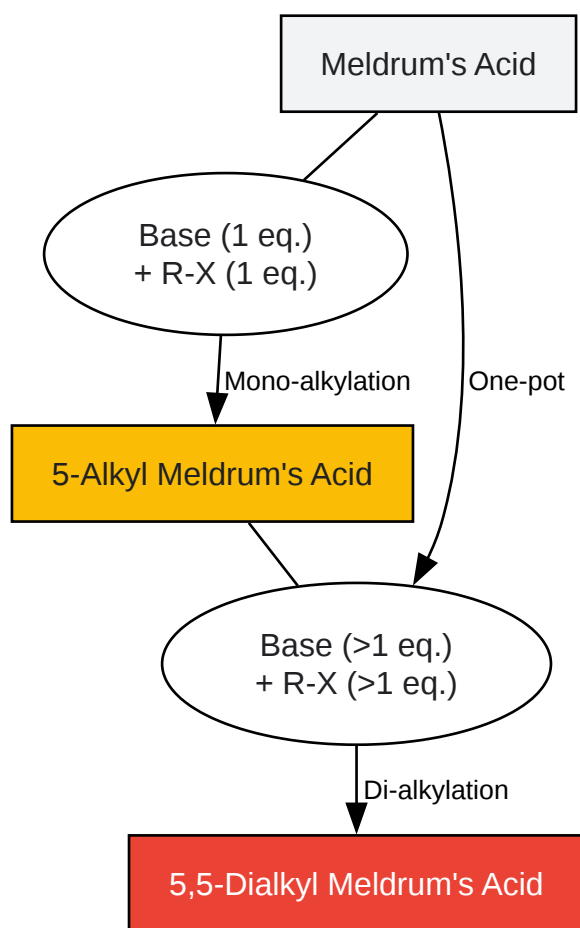 Meldrum's Acid
Base (1 eq.)
+ R-X (1 eq.)
Mono-alkylation
One-pot
5-Alkyl Meldrum's Acid
Base (>1 eq.)
+ R-X (>1 eq.)
Di-alkylation
5,5-Dialkyl Meldrum's Acid